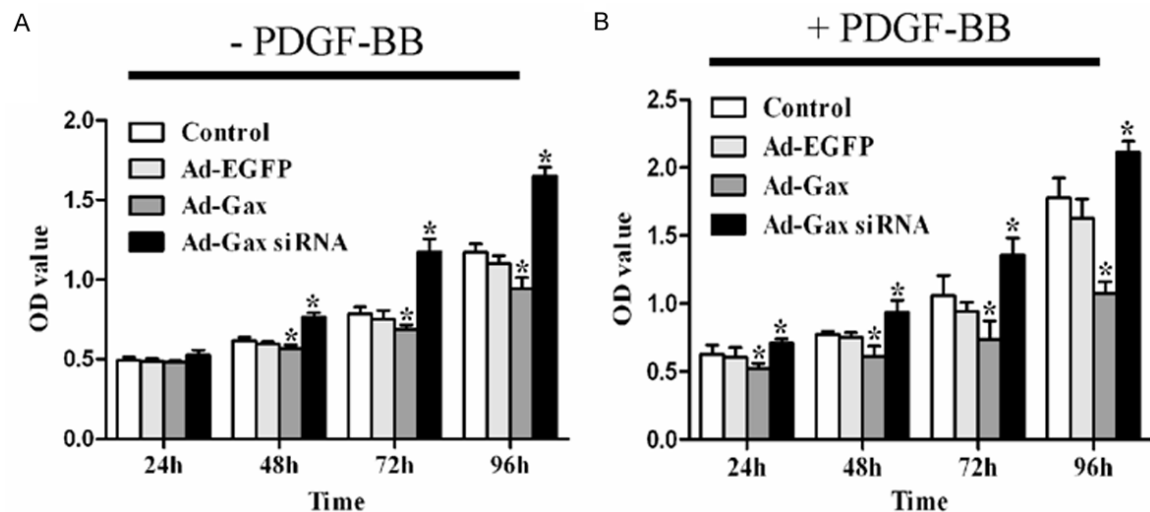 A
- PDGF-BB
2.0
1.5
1.0
0.5
0.0
OD value
Control
Ad-EGFP
Ad-Gax
Ad-Gax siRNA
*
*
*
*
*
*
24h
48h
72h
96h
Time
B
+ PDGF-BB
2.5
2.0
1.5
1.0
0.5
0.0
OD value
Control
Ad-EGFP
Ad-Gax
Ad-Gax siRNA
*
*
*
*
*
*
*
*
24h
48h
72h
96h
Time